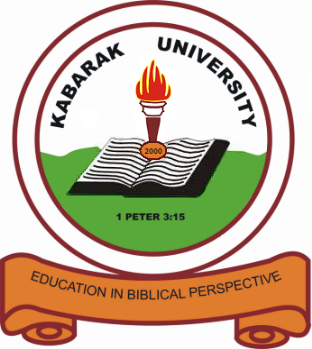 KABARAK UNIVERSITY
2000
1 PETER 3:15
EDUCATION IN BIBLICAL PERSPECTIVE